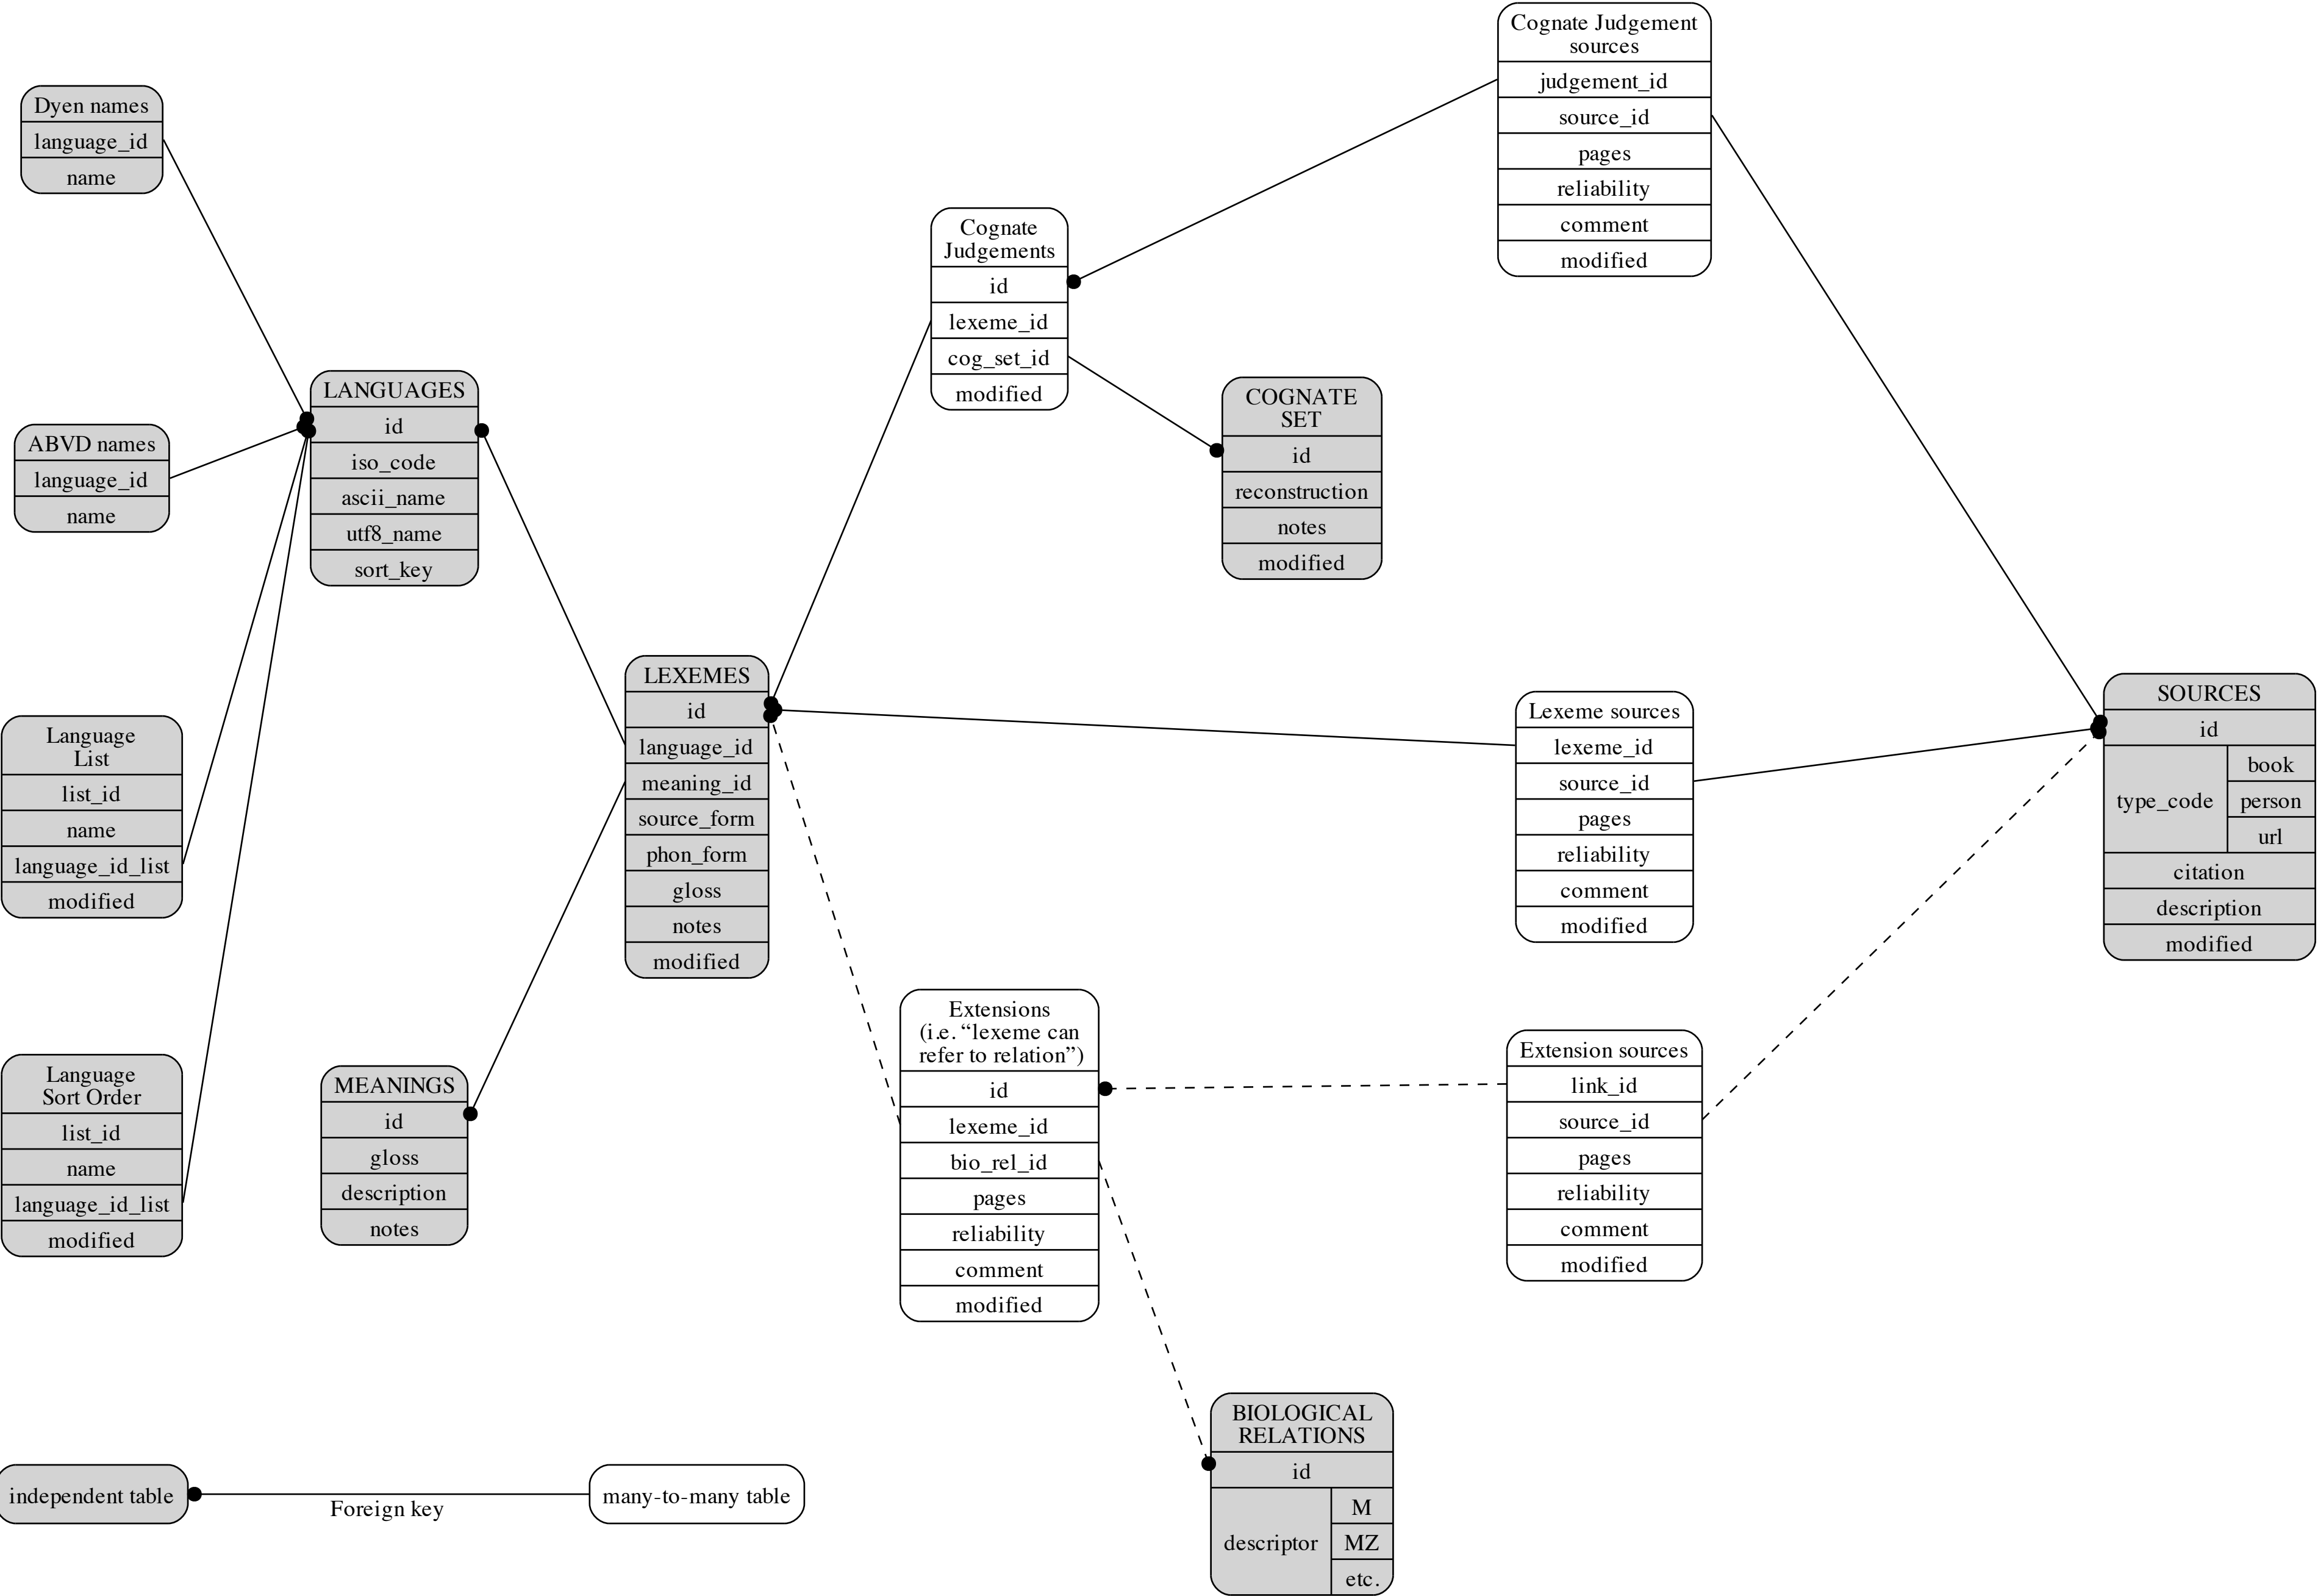 Dyen names
language_id
name
ABVD names
language_id
name
Language
List
list_id
name
language_id_list
modified
Language
Sort Order
list_id
name
language_id_list
modified
LANGUAGES
id
iso_code
ascii_name
utf8_name
sort_key
MEANINGS
id
gloss
description
notes
LEXEMES
id
language_id
meaning_id
source_form
phon_form
gloss
notes
modified
Cognate
Judgements
id
lexeme_id
cog_set_id
modified
COGNATE
SET
id
reconstruction
notes
modified
Extensions
(i.e. “lexeme can
refer to relation”)
id
lexeme_id
bio_rel_id
pages
reliability
comment
modified
BIOLOGICAL
RELATIONS
id
descriptor
M
MZ
etc.
Cognate Judgement
sources
judgement_id
source_id
pages
reliability
comment
modified
Lexeme sources
lexeme_id
source_id
pages
reliability
comment
modified
Extension sources
link_id
source_id
pages
reliability
comment
modified
SOURCES
id
type_code
book
person
url
citation
description
modified
independent table
Foreign key
many-to-many table